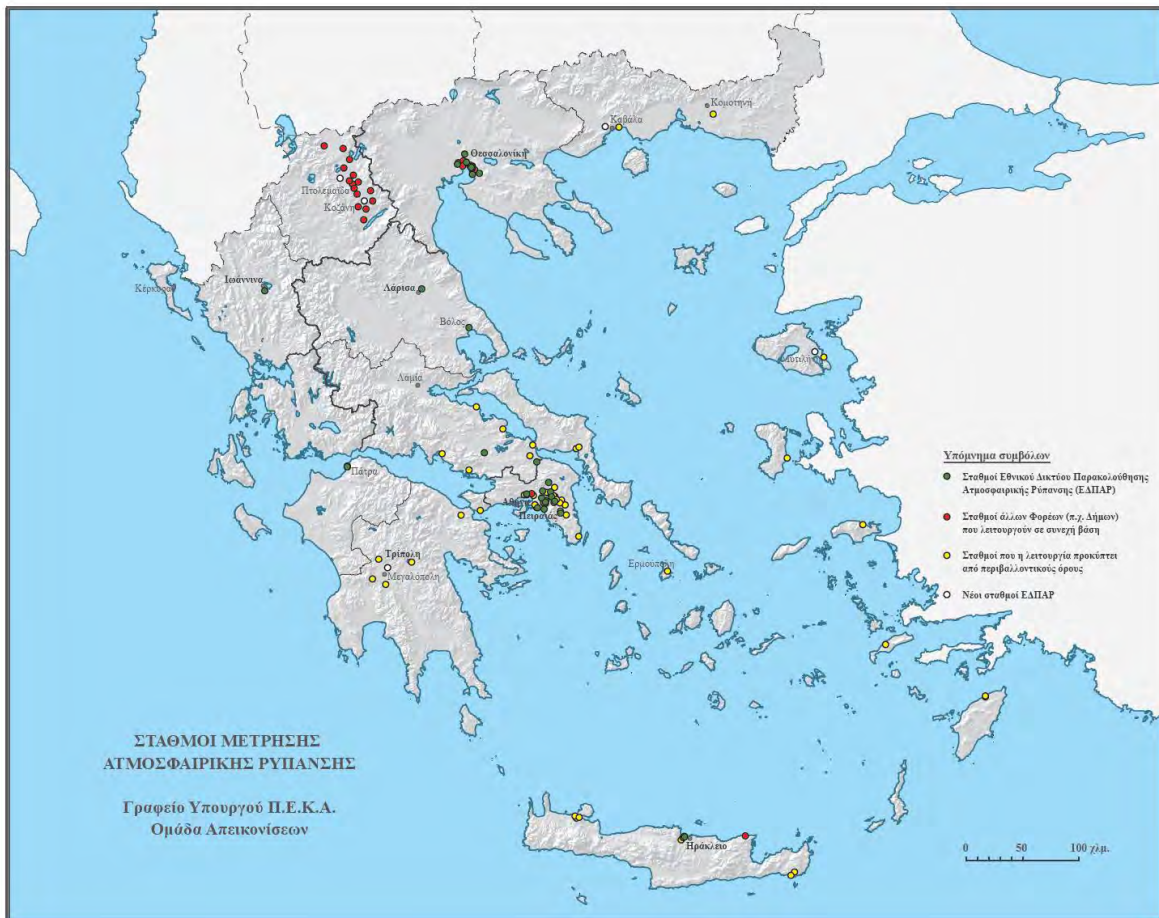 Κομοτηνή
Καβάλα
Θεσσαλονίκη
Πτολεμαΐδα
Κοζάνη
Ιωάννινα
Κέρκυρα
Λάρισα
Βόλος
Μυτιλήνη
Λαμία
Πάτρα
Αθήνα
Πειραιάς
Τρίπολη
Μεγαλόπολη
Ερμούπολη
Ηράκλειο
Υπόμνημα συμβόλων
Σταθμοί Εθνικού Δικτύου Παρακολούθησης
Ατμοσφαιρικής Ρύπανσης (ΕΔΠΑΡ)
Σταθμοί άλλων Φορέων (π.χ. Δήμων)
που λειτουργούν σε συνεχή βάση
Σταθμοί που η λειτουργία προκύπτει
από περιβαλλοντικούς όρους
Νέοι σταθμοί ΕΔΠΑΡ
ΣΤΑΘΜΟΙ ΜΕΤΡΗΣΗΣ
ΑΤΜΟΣΦΑΙΡΙΚΗΣ ΡΥΠΑΝΣΗΣ
Γραφείο Υπουργού Π.Ε.Κ.Α.
Ομάδα Απεικονίσεων
0 50 100 χλμ.